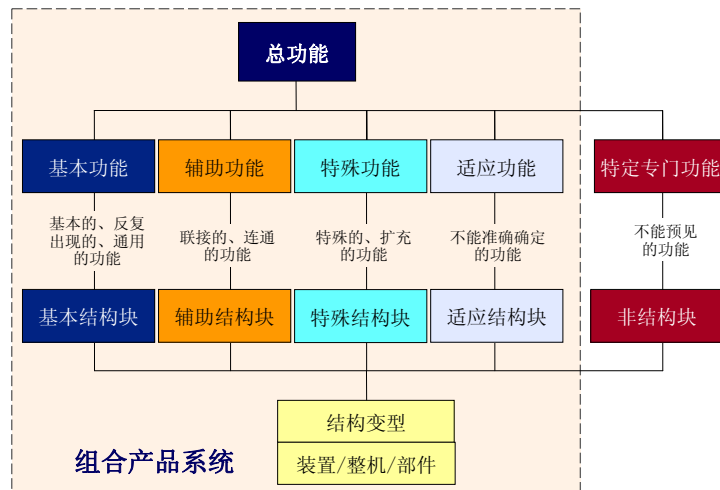 总功能
基本功能
辅助功能
特殊功能
适应功能
特定专门功能
基本的、反复
出现的、通用
的功能
联接的、连通
的功能
特殊的、扩充
的功能
不能准确确定
的功能
不能预见
的功能
基本结构块
辅助结构块
特殊结构块
适应结构块
非结构块
结构变型
装置/整机/部件
组合产品系统